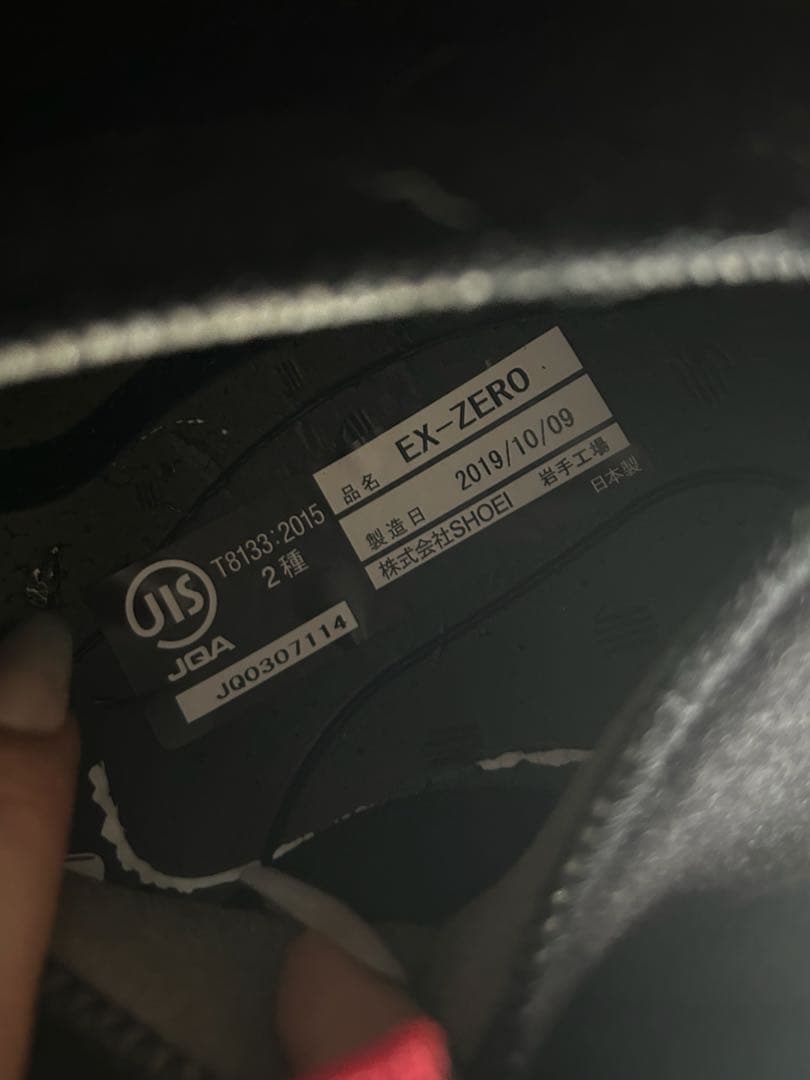 品名 EX-ZERO
製造日 2019/10/09
株式会社SHOEI 岩手工場
日本製
JIS
T8133:2015
2種
JQA
JQ0307114